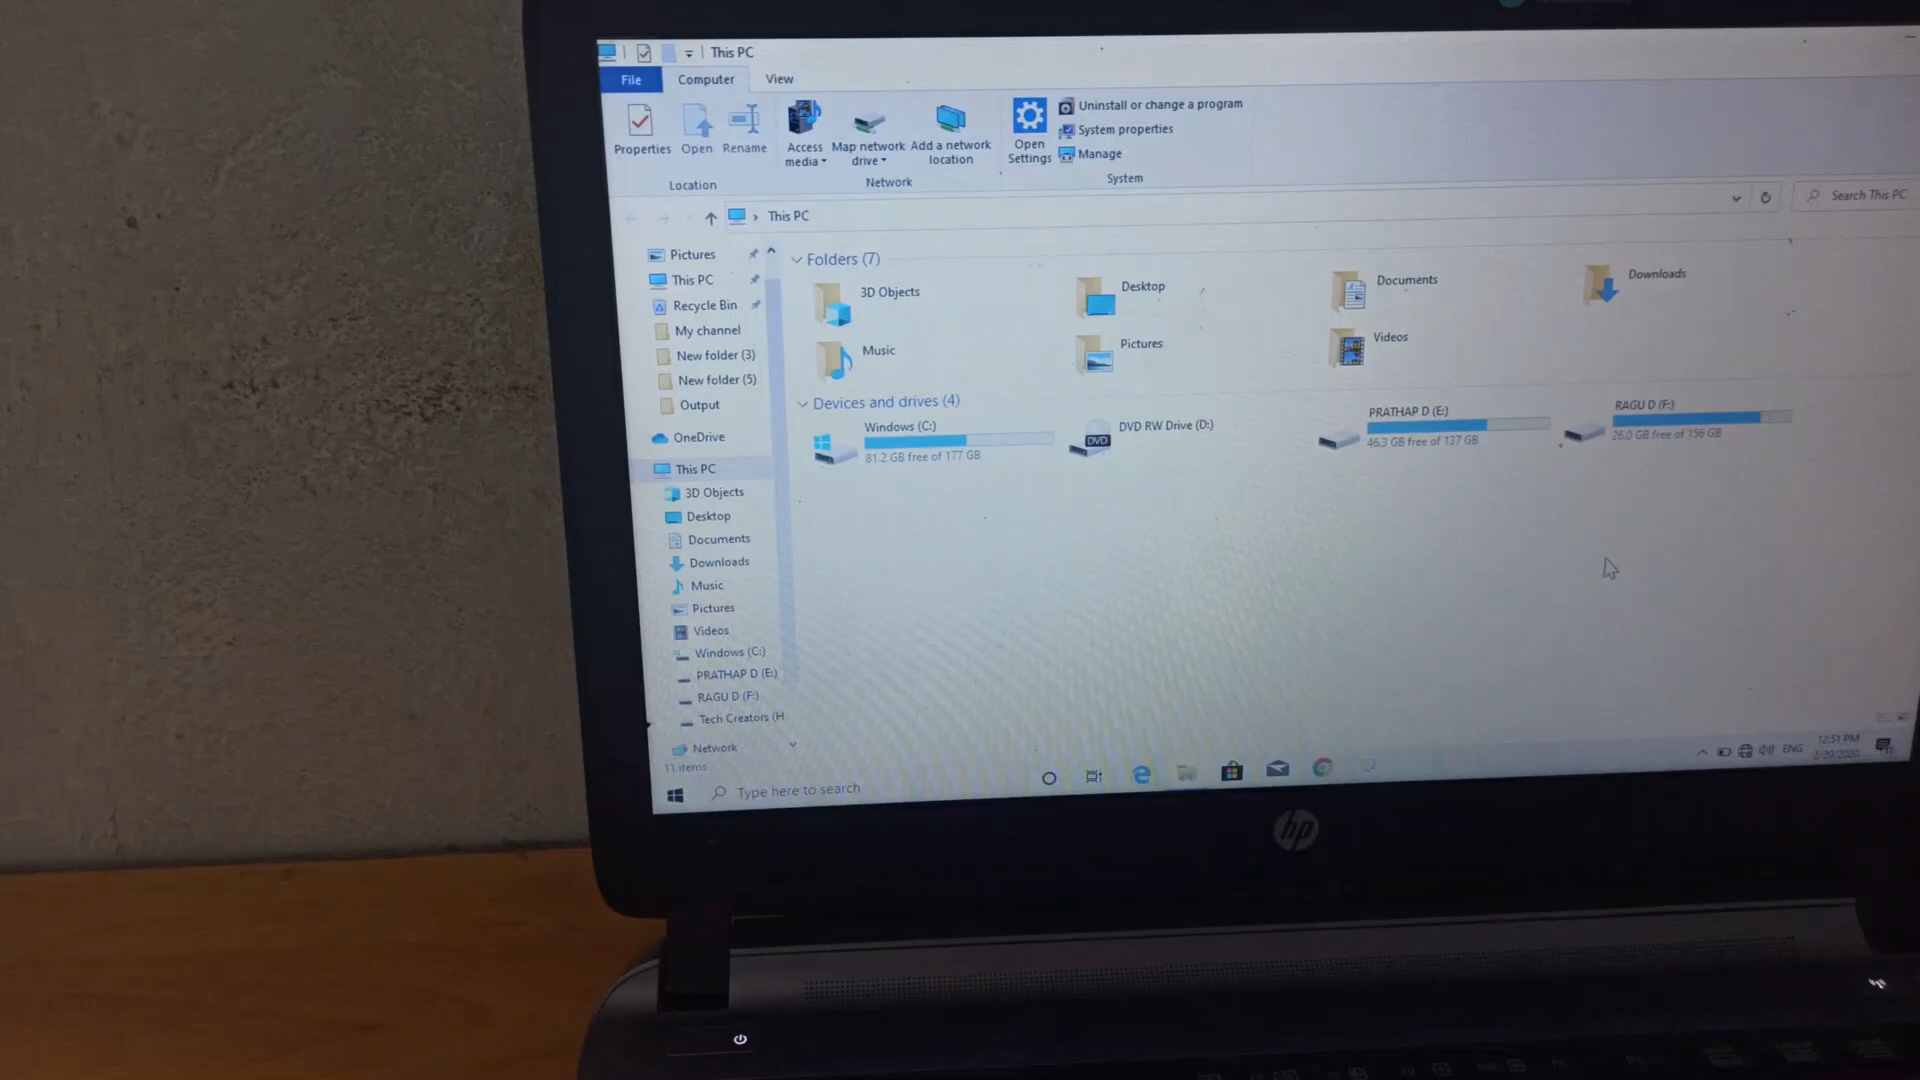 This PC
File Computer View
Properties Open Rename
Access media Map network drive Add a network location
Open Settings
Uninstall or change a program
System properties
Manage
Location Network System
This PC
Search This PC
Pictures
This PC
Recycle Bin
My channel
New folder (3)
New folder (5)
Output
OneDrive
This PC
3D Objects
Desktop
Documents
Downloads
Music
Pictures
Videos
Windows (C:)
PRATHAP D (E:)
RAGU D (F:)
Tech Creators (H
Network
11 items
Folders (7)
3D Objects Desktop Documents Downloads
Music Pictures Videos
Devices and drives (4)
Windows (C:)
81.2 GB free of 177 GB
DVD RW Drive (D:)
DVD
PRATHAP D (E:)
46.3 GB free of 137 GB
RAGU D (F:)
26.0 GB free of 156 GB
Type here to search
ENG
12:51 PM
2/20/2020
hp